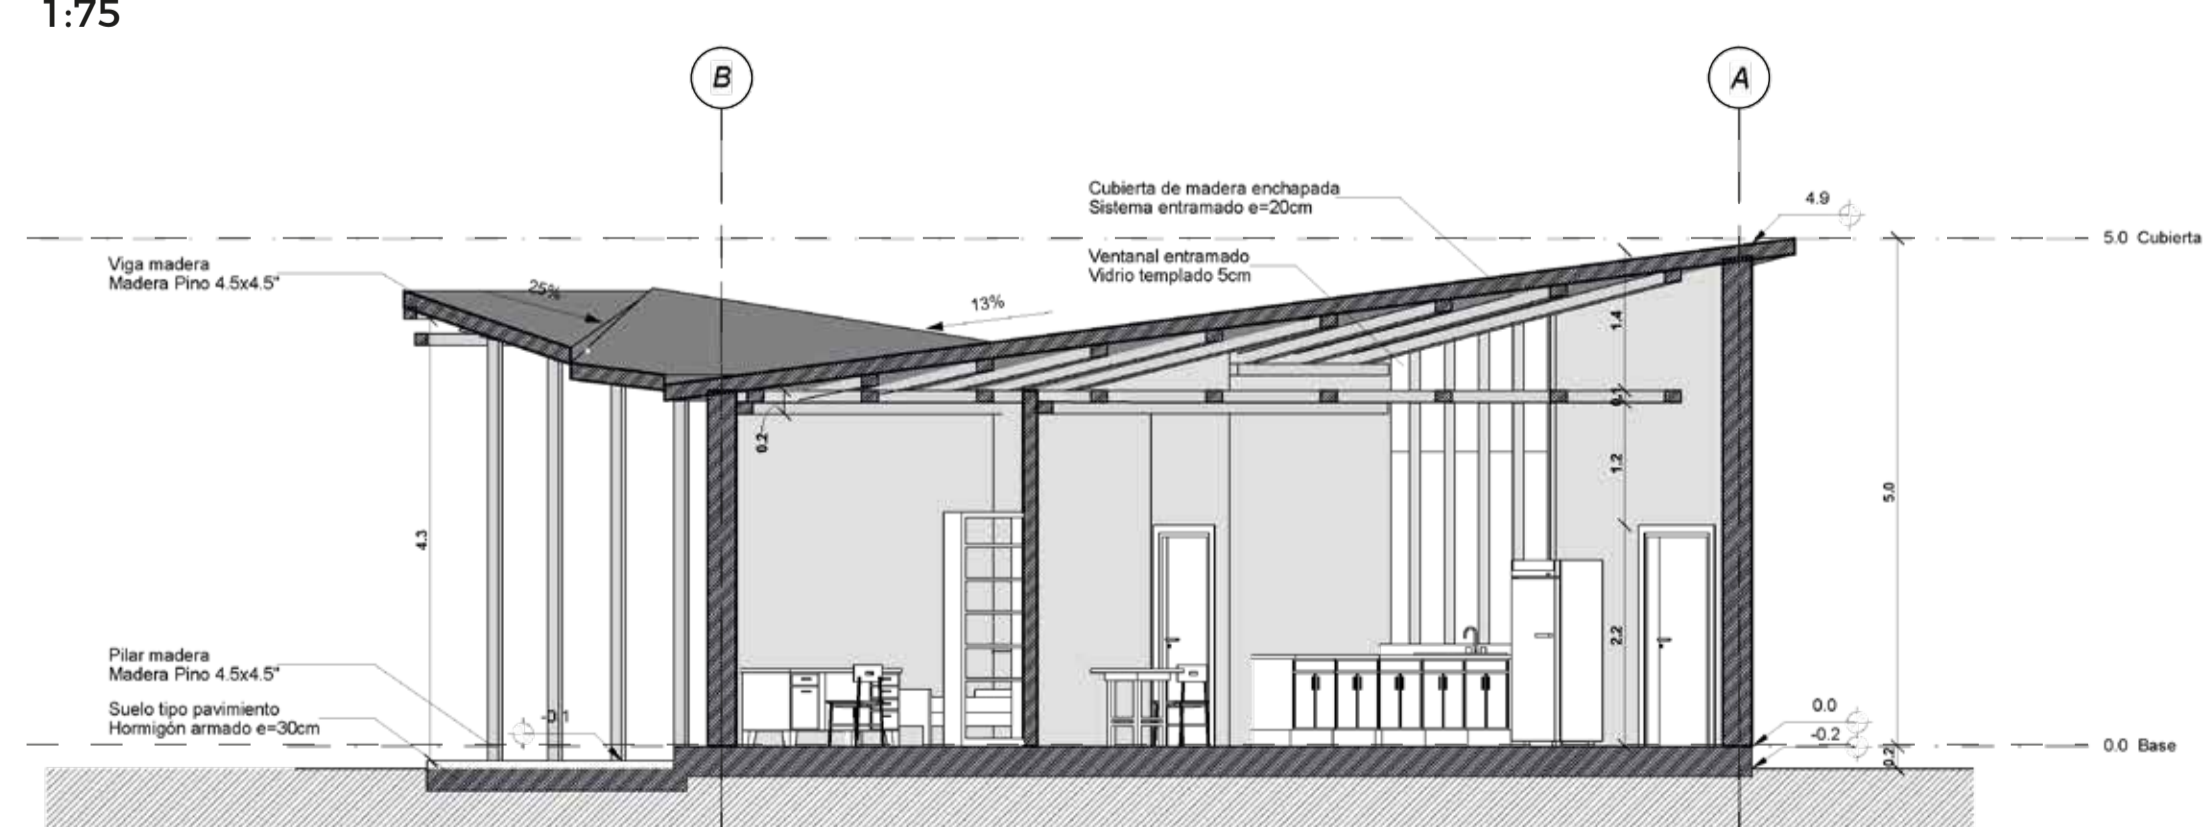 1:75
B
A
Cubierta de madera enchapada
Sistema entramado e=20cm
4.9
5.0 Cubierta
Viga madera
Madera Pino 4.5x4.5"
Ventanal entramado
Vidrio templado 5cm
25%
13%
1.4
0.1
0.2
1.2
5.0
4.3
2.2
Pilar madera
Madera Pino 4.5x4.5"
Suelo tipo pavimiento
Hormigón armado e=30cm
-0.1
0.0
-0.2
0.0 Base
0.2